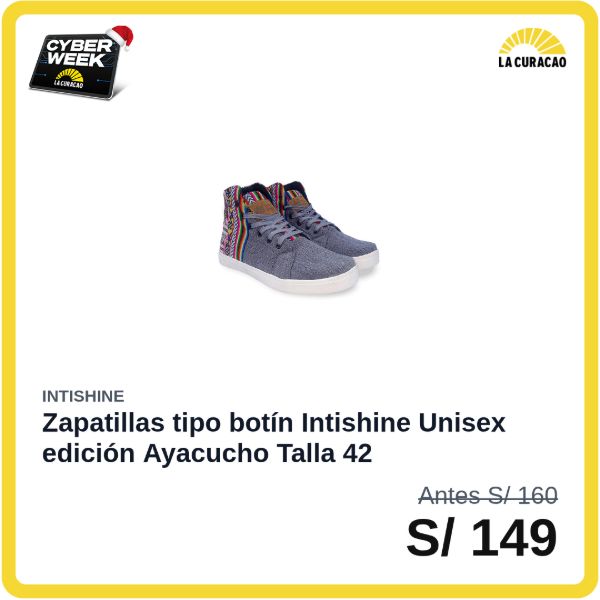 CYBER
WEEK
LA CURACAO
LA CURACAO
INTISHINE
Zapatillas tipo botín Intishine Unisex
edición Ayacucho Talla 42
Antes S/ 160
S/ 149